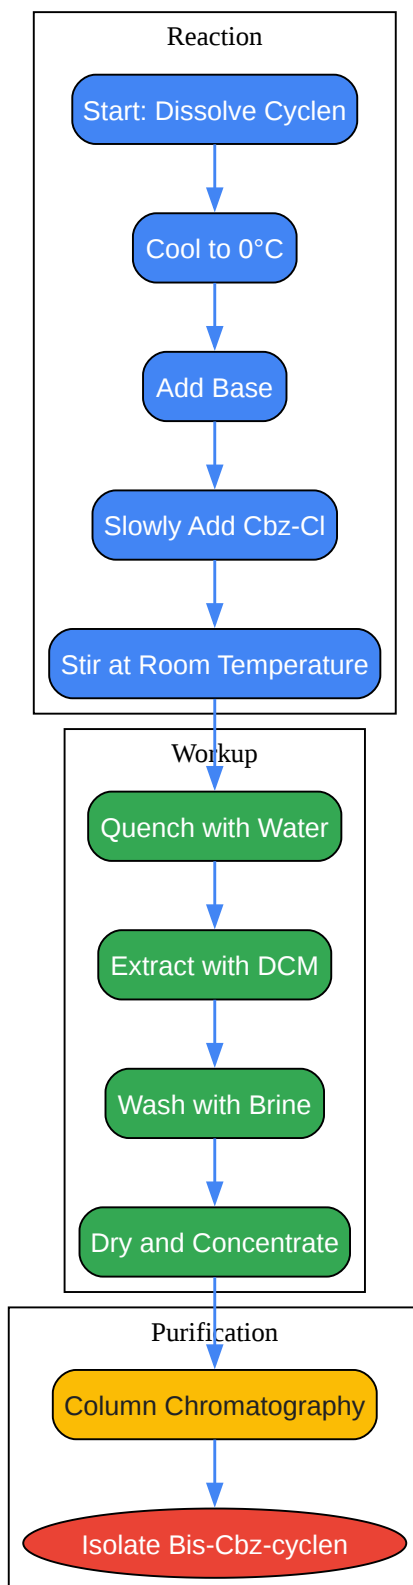 Reaction
Start: Dissolve Cyclen
Cool to 0°C
Add Base
Slowly Add Cbz-Cl
Stir at Room Temperature
Workup
Quench with Water
Extract with DCM
Wash with Brine
Dry and Concentrate
Purification
Column Chromatography
Isolate Bis-Cbz-cyclen